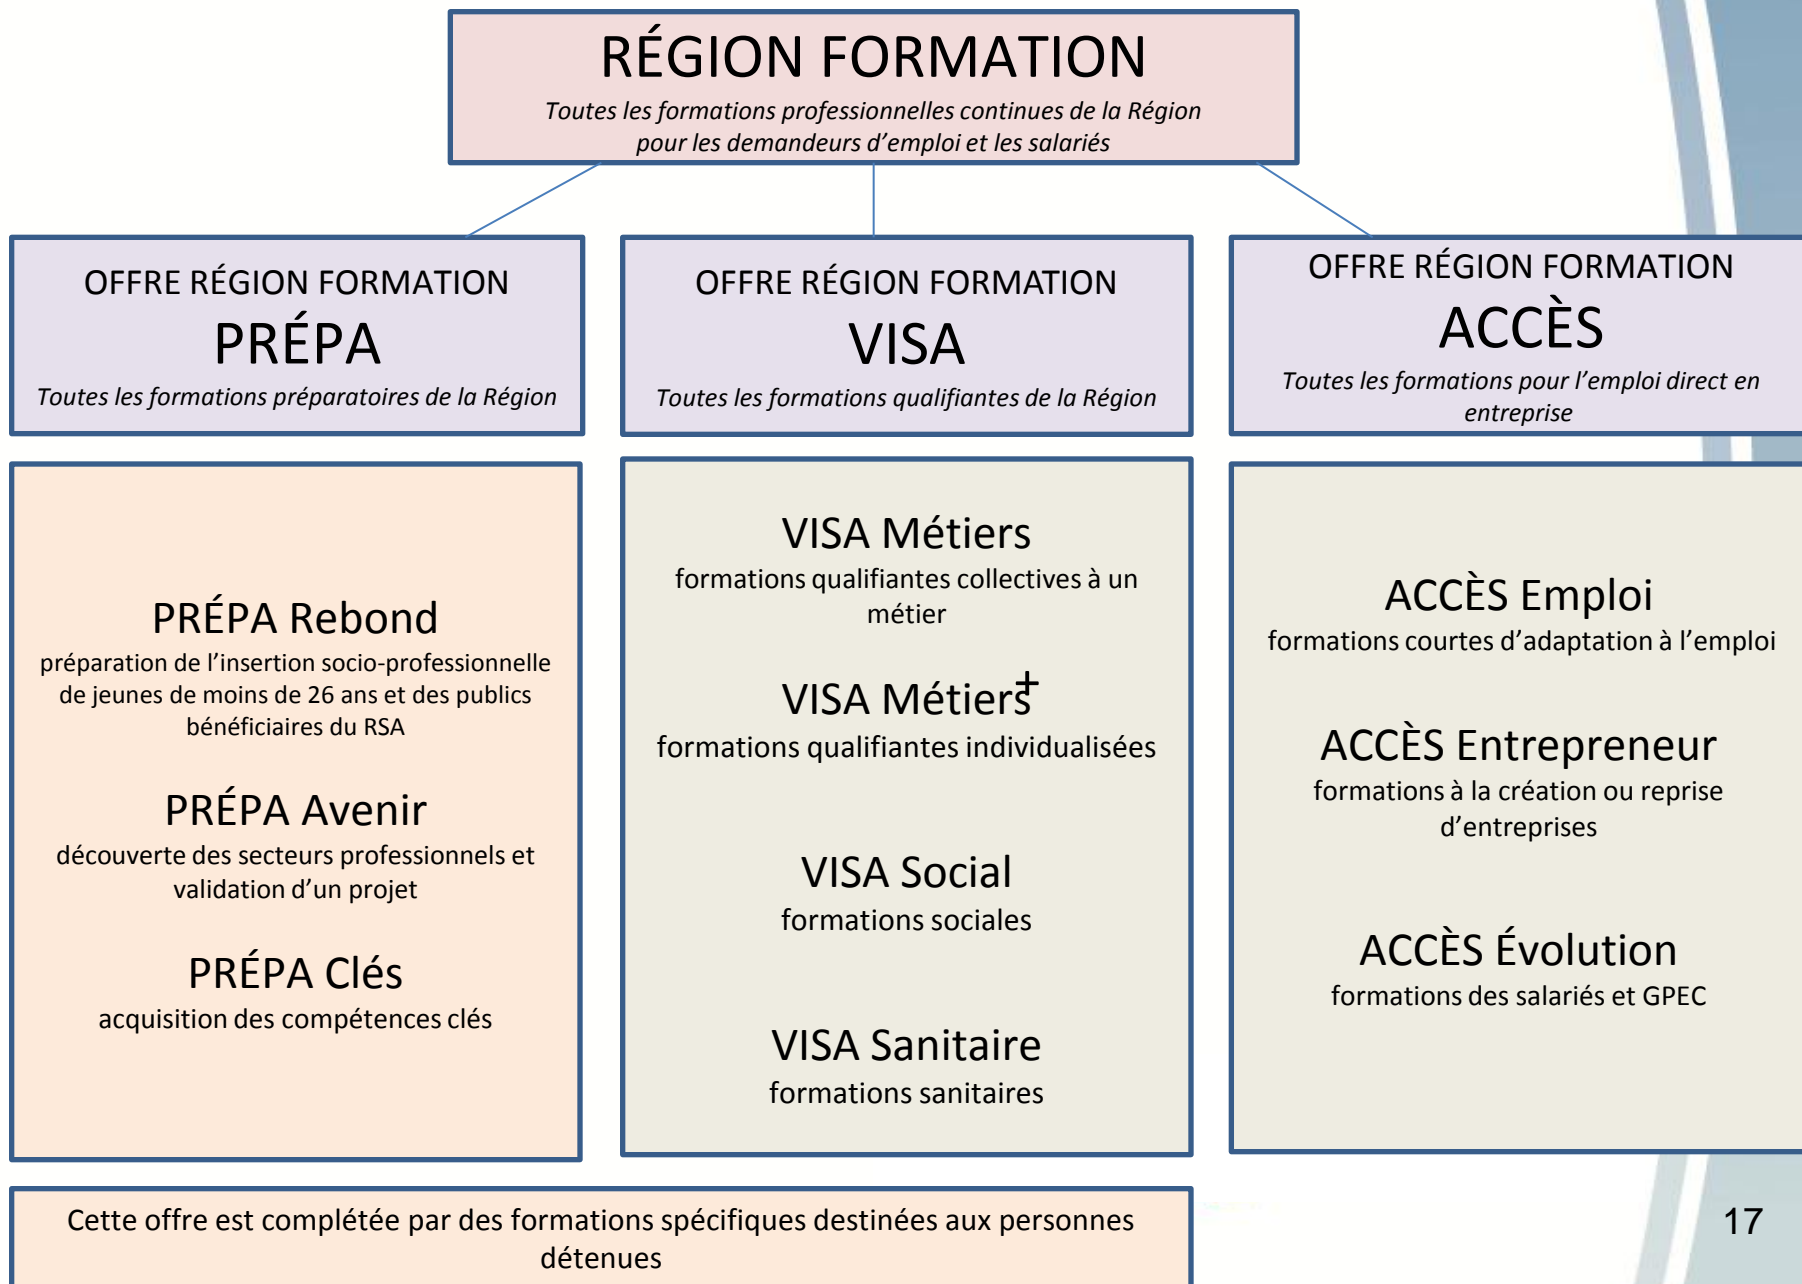 RÉGION FORMATION
Toutes les formations professionnelles continues de la Région
pour les demandeurs d’emploi et les salariés
OFFRE RÉGION FORMATION
PRÉPA
Toutes les formations préparatoires de la Région
OFFRE RÉGION FORMATION
VISA
Toutes les formations qualifiantes de la Région
OFFRE RÉGION FORMATION
ACCÈS
Toutes les formations pour l’emploi direct en
entreprise
PRÉPA Rebond
préparation de l’insertion socio-professionnelle
de jeunes de moins de 26 ans et des publics
bénéficiaires du RSA
PRÉPA Avenir
découverte des secteurs professionnels et
validation d’un projet
PRÉPA Clés
acquisition des compétences clés
VISA Métiers
formations qualifiantes collectives à un
métier
VISA Métiers+
formations qualifiantes individualisées
VISA Social
formations sociales
VISA Sanitaire
formations sanitaires
ACCÈS Emploi
formations courtes d’adaptation à l’emploi
ACCÈS Entrepreneur
formations à la création ou reprise
d’entreprises
ACCÈS Évolution
formations des salariés et GPEC
Cette offre est complétée par des formations spécifiques destinées aux personnes
détenues
17